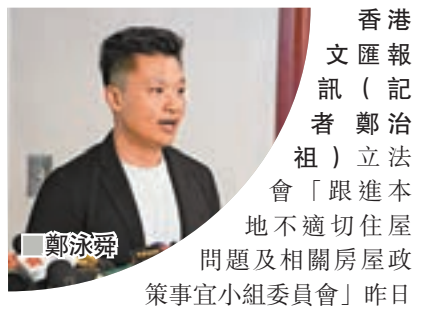 香港
文匯報
訊（記
者 鄭治
祖）立法
會「跟進本
地不適切住屋
問題及相關房屋政
策事宜小組委員會」昨日
■鄭泳舜